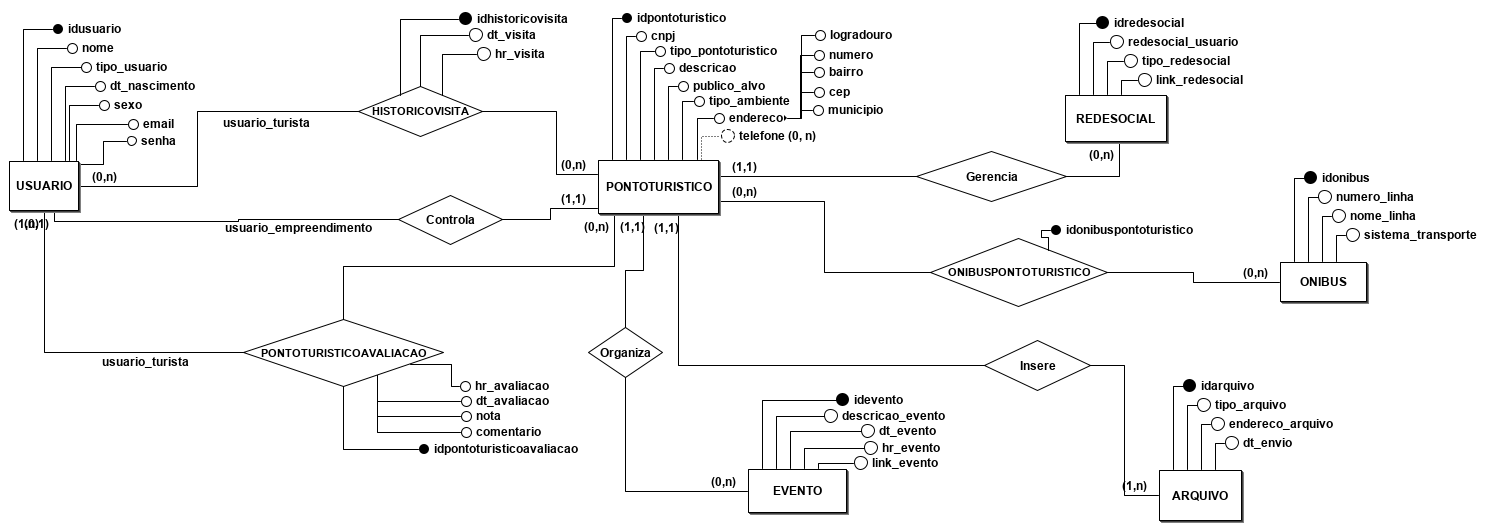 idusuario
nome
tipo_usuario
dt_nascimento
sexo
email
senha
USUARIO
(0,n)
usuario_turista
idhistoricovisita
dt_visita
hr_visita
HISTORICOVISITA
(0,n)
idpontoturistico
cnpj
tipo_pontoturistico
descricao
publico_alvo
tipo_ambiente
endereco
telefone (0, n)
logradouro
numero
bairro
cep
municipio
PONTOTURISTICO
(1,1)
Gerencia
(0,n)
idredesocial
redesocial_usuario
tipo_redesocial
link_redesocial
REDESOCIAL
(0,1)
usuario_empreendimento
Controla
(1,1)
(0,n)
idonibuspontoturistico
ONIBUSPONTOTURISTICO
(0,n)
idonibus
numero_linha
nome_linha
sistema_transporte
ONIBUS
(0,n)
(1,1)
(1,1)
usuario_turista
PONTOTURISTICOAVALIACAO
hr_avaliacao
dt_avaliacao
nota
comentario
idpontoturisticoavaliacao
Organiza
(0,n)
idevento
descricao_evento
dt_evento
hr_evento
link_evento
EVENTO
Insere
(1,n)
idarquivo
tipo_arquivo
endereco_arquivo
dt_envio
ARQUIVO